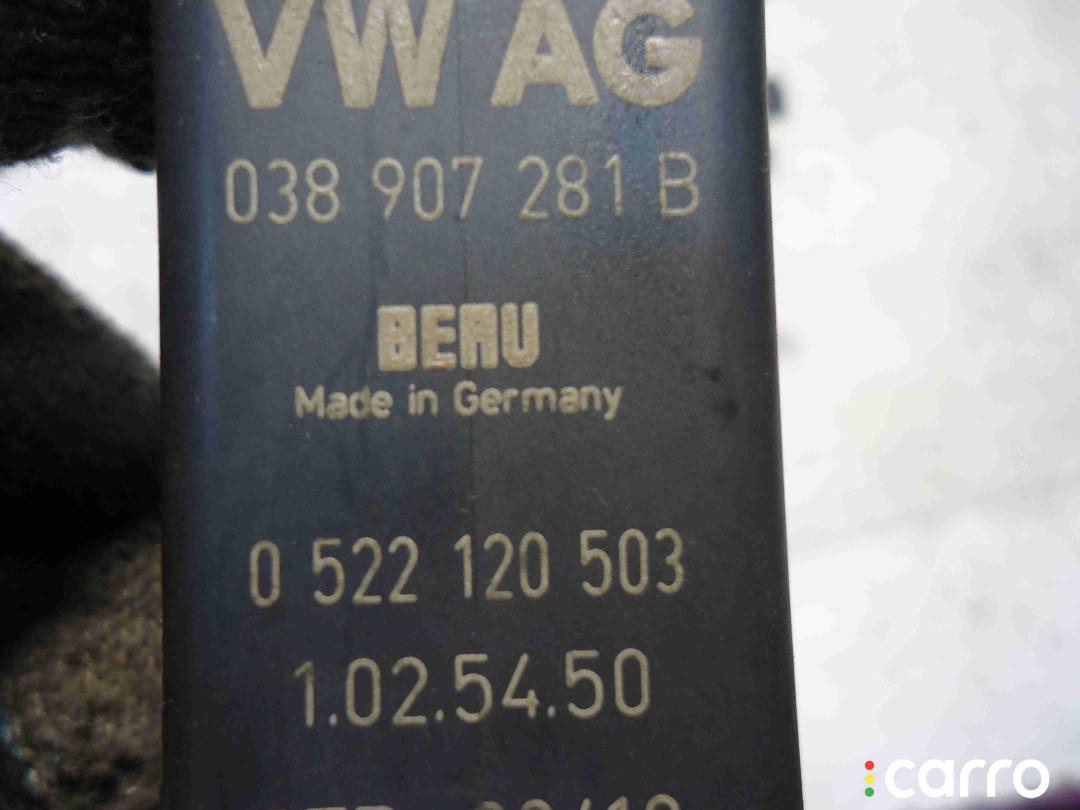 VW AG
038 907 281 B
BERU
Made in Germany
0 522 120 503
1.02.54.50
carro